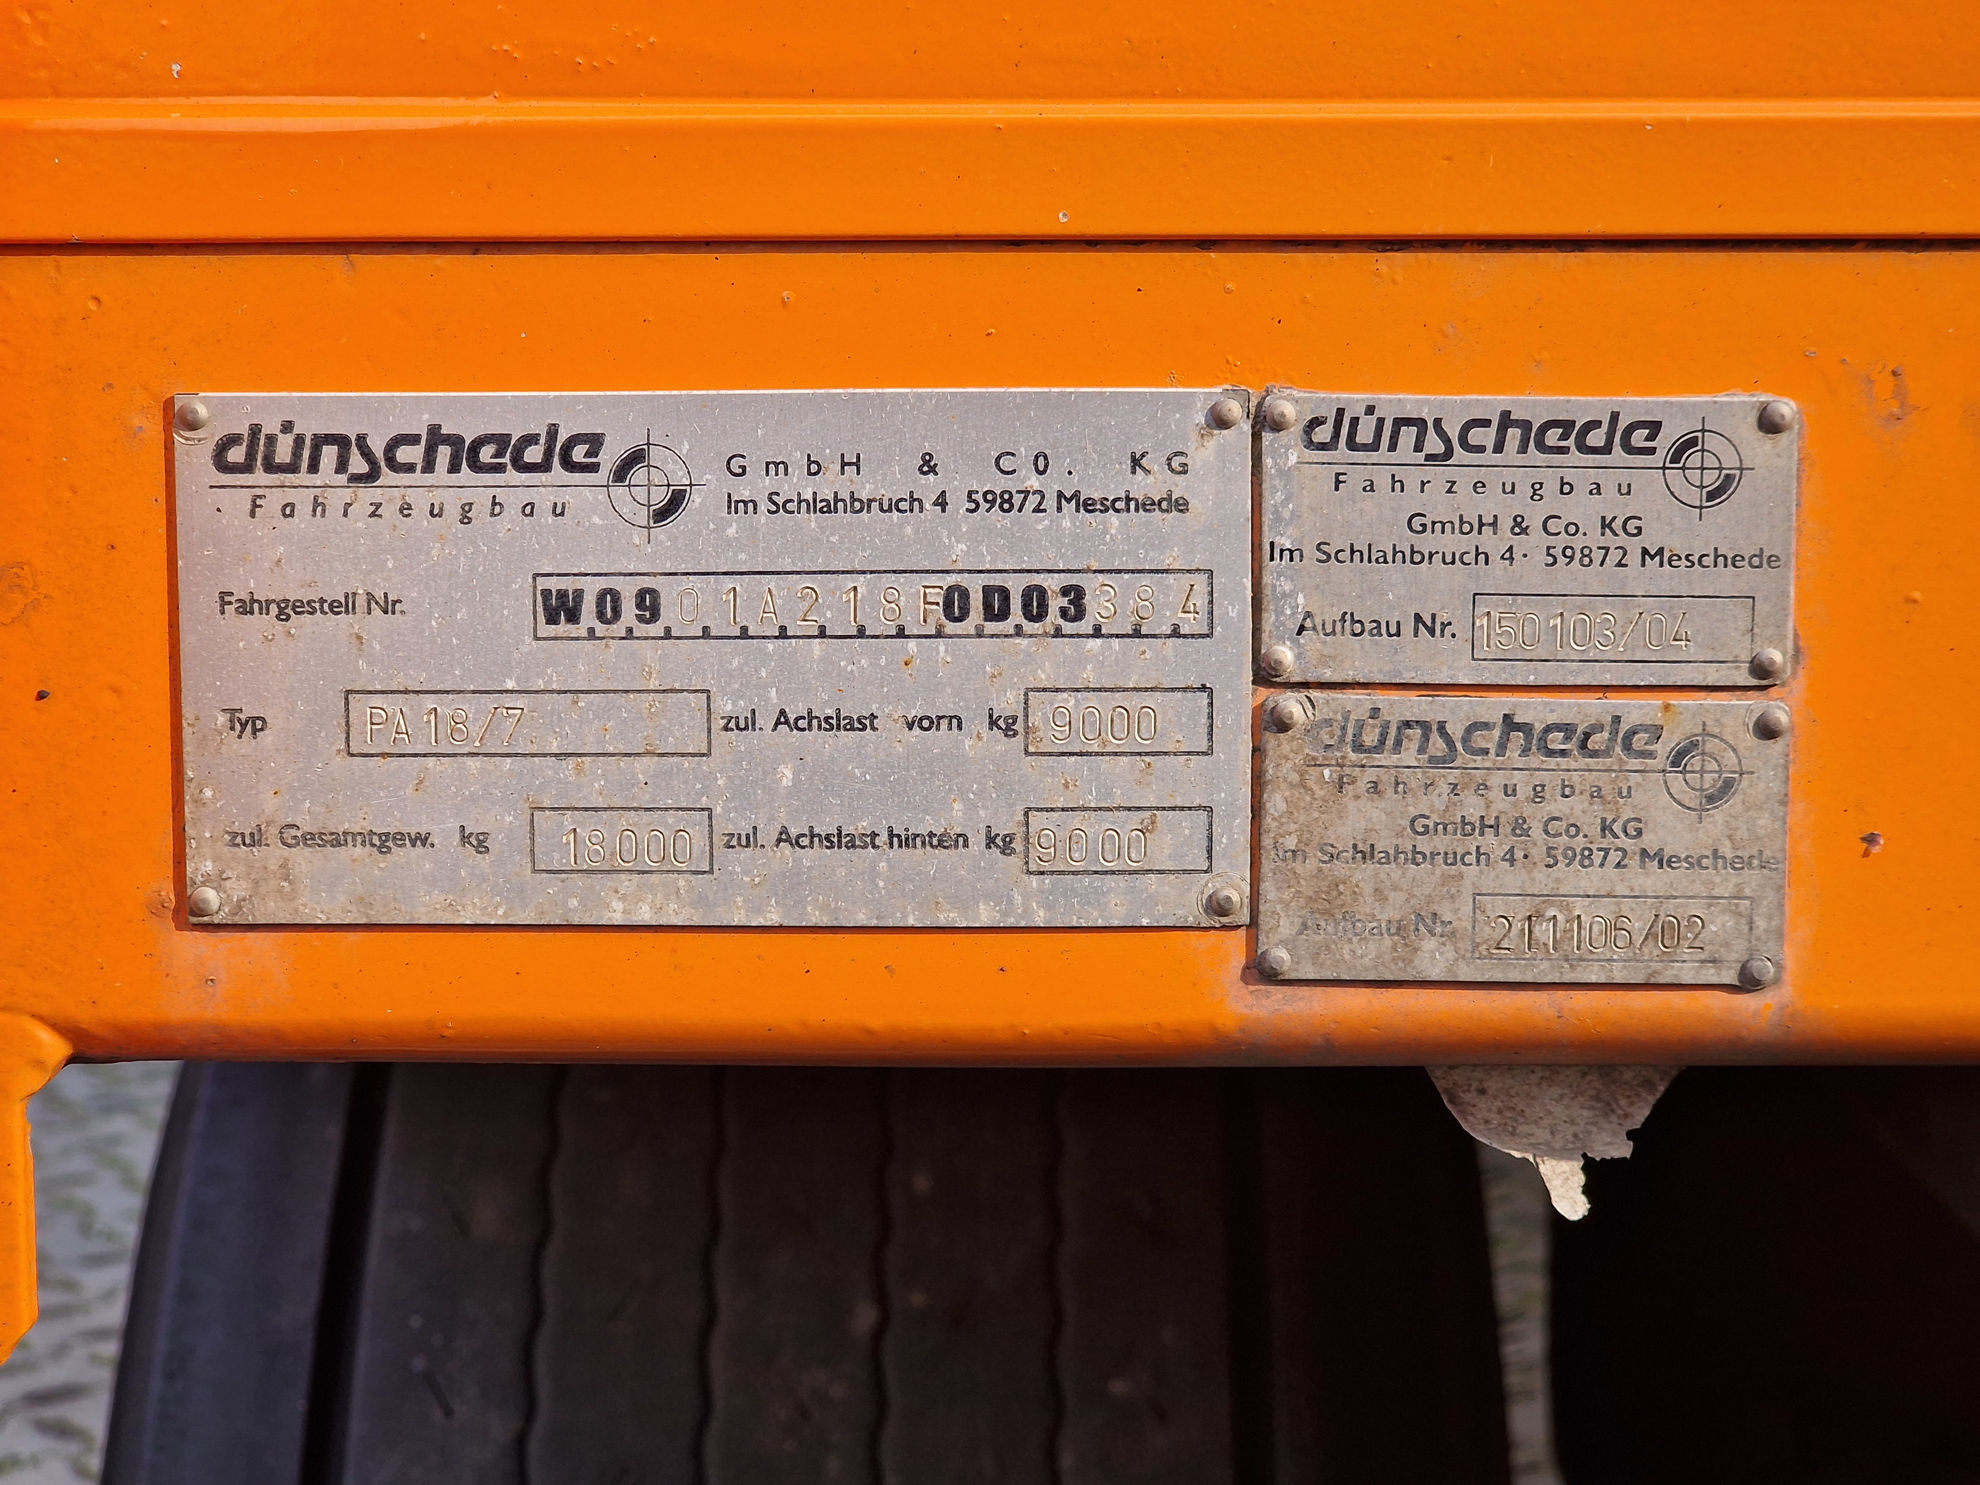 dünschede
Fahrzeugbau
GmbH & CO. KG
Im Schlahbruch 4 59872 Meschede
Fahrgestell Nr. W0901A218F0D03384
Typ PA 18/7 zul. Achslast vorn kg 9000
zul. Gesamtgew. kg 18000 zul. Achslast hinten kg 9000
dünschede
Fahrzeugbau
GmbH & Co. KG
Im Schlahbruch 4 · 59872 Meschede
Aufbau Nr. 150103/04
dünschede
Fahrzeugbau
GmbH & Co. KG
Im Schlahbruch 4 · 59872 Meschede
Aufbau Nr. 211106/02